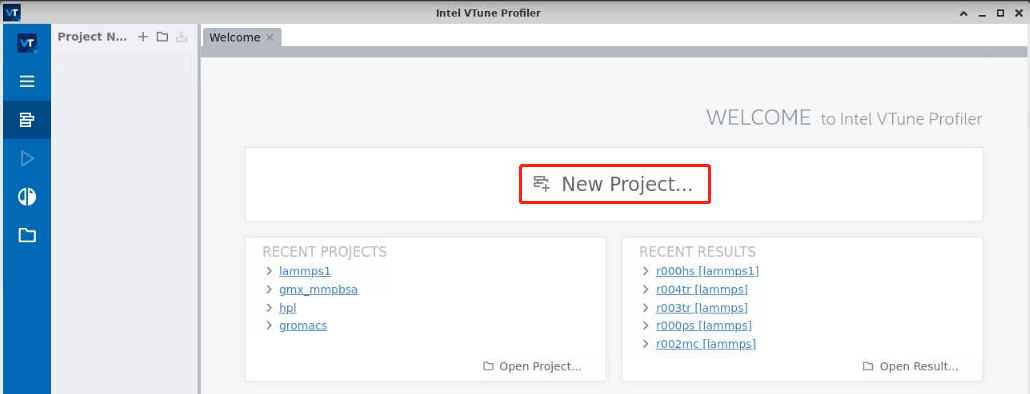 Intel VTune Profiler
VT
VT
Project N...
Welcome
WELCOME to Intel VTune Profiler
New Project...
RECENT PROJECTS
lammps1
gmx_mmpbsa
hpl
gromacs
Open Project...
RECENT RESULTS
r000hs [lammps1]
r004tr [lammps]
r003tr [lammps]
r000ps [lammps]
r002mc [lammps]
Open Result...